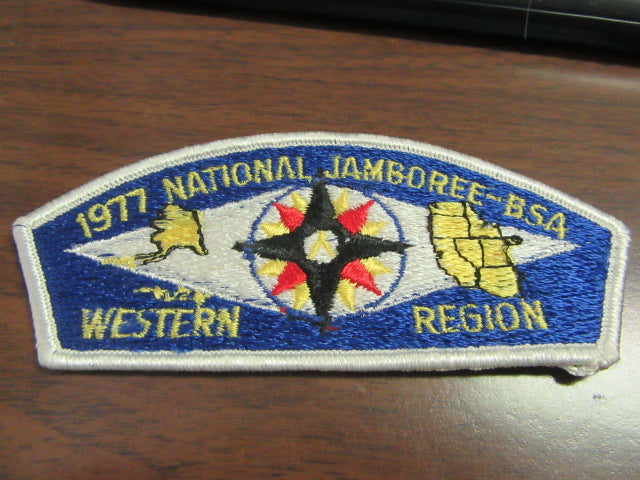 1977 NATIONAL JAMBOREE-BSA
WESTERN REGION